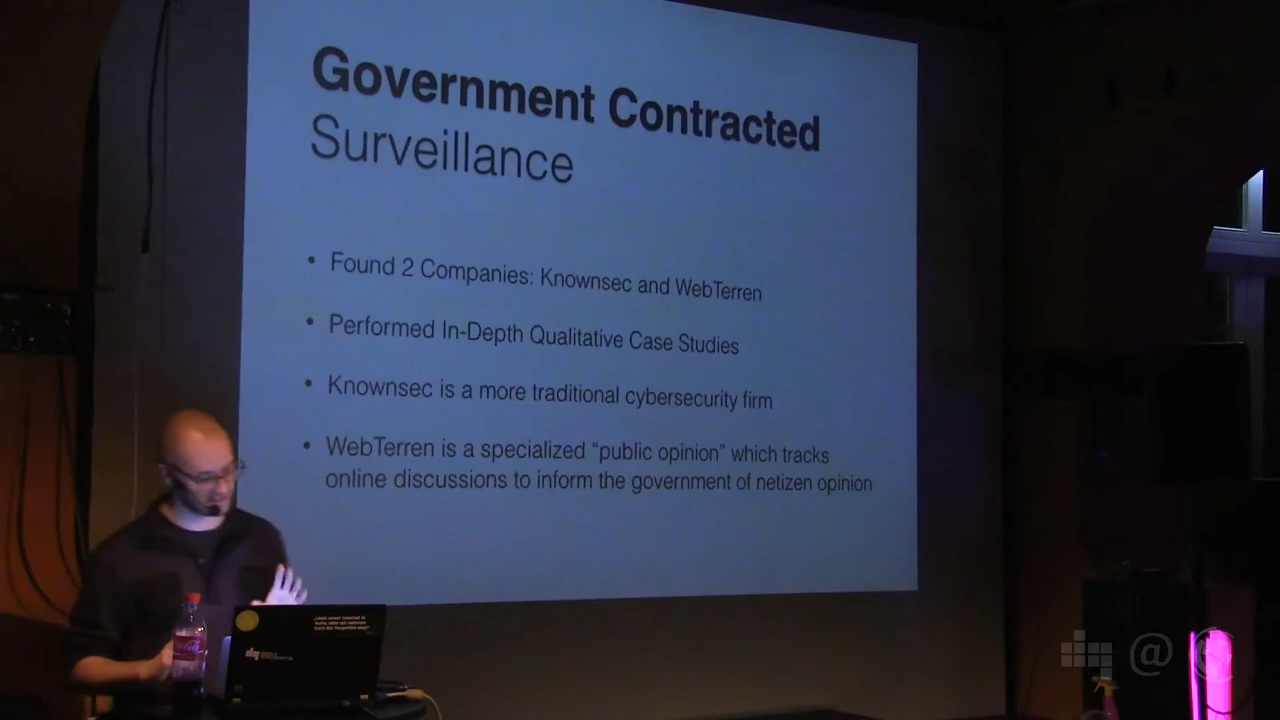 Government Contracted
Surveillance
• Found 2 Companies: Knownsec and WebTerren
• Performed In-Depth Qualitative Case Studies
• Knownsec is a more traditional cybersecurity firm
• WebTerren is a specialized “public opinion” which tracks
online discussions to inform the government of netizen opinion
@